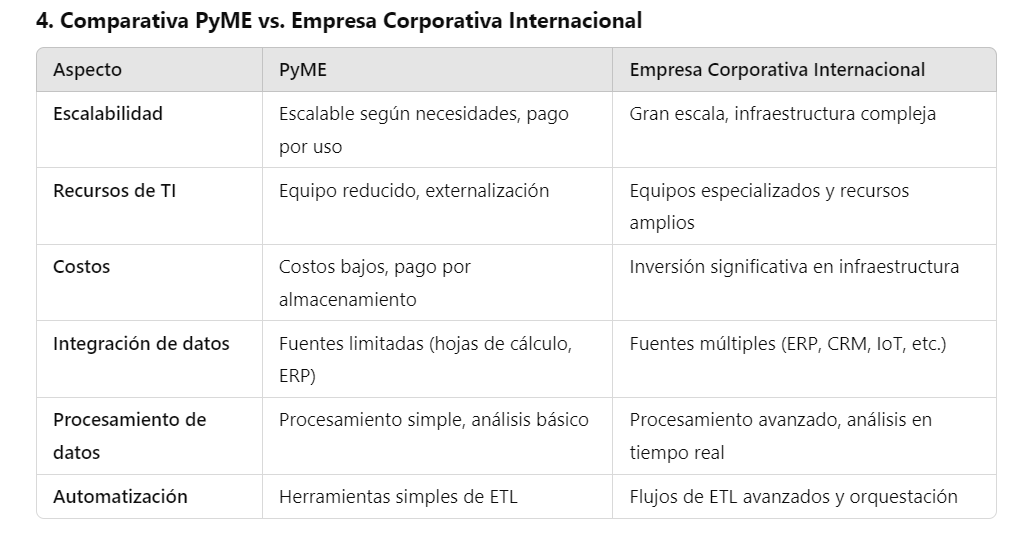 4. Comparativa PyME vs. Empresa Corporativa Internacional
Aspecto PyME Empresa Corporativa Internacional
Escalabilidad Escalable según necesidades, pago Gran escala, infraestructura compleja
por uso
Recursos de TI Equipo reducido, externalización Equipos especializados y recursos
amplios
Costos Costos bajos, pago por Inversión significativa en infraestructura
almacenamiento
Integración de datos Fuentes limitadas (hojas de cálculo, Fuentes múltiples (ERP, CRM, IoT, etc.)
ERP)
Procesamiento de Procesamiento simple, análisis básico Procesamiento avanzado, análisis en
datos tiempo real
Automatización Herramientas simples de ETL Flujos de ETL avanzados y orquestación